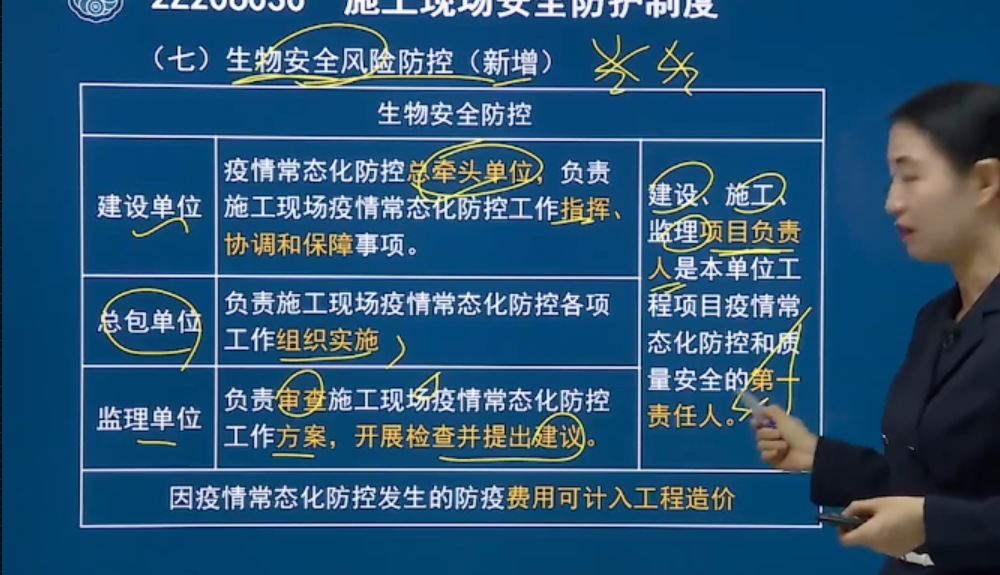 2Z208030 施工现场安全防护制度
（七）生物安全风险防控（新增）
生物安全防控
建设单位
疫情常态化防控总牵头单位，负责
施工现场疫情常态化防控工作指挥、
协调和保障事项。
总包单位
负责施工现场疫情常态化防控各项
工作组织实施
监理单位
负责审查施工现场疫情常态化防控
工作方案，开展检查并提出建议。
建设、施工、
监理项目负责
人是本单位工
程项目疫情常
态化防控和质
量安全的第一
责任人。
因疫情常态化防控发生的防疫费用可计入工程造价